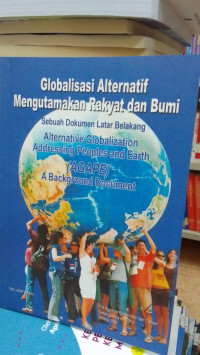 Globalisasi Alternatif
Mengutamakan Rakyat dan Bumi
Sebuah Dokumen Latar Belakang
Alternative Globalization
Addressing Peoples and Earth
(AGAPE)
A Background Document